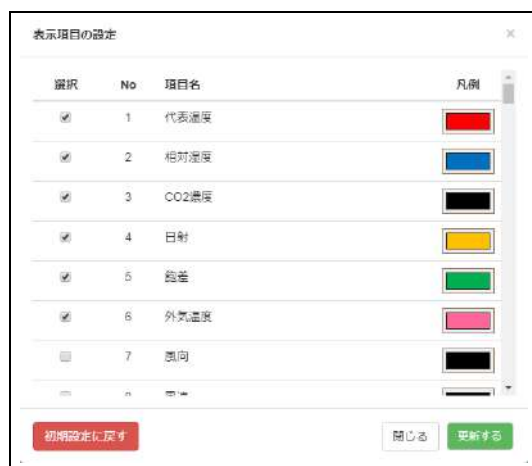 表示項目の設定 ×
選択 No 項目名 凡例
1 代表温度
2 相対湿度
3 CO2濃度
4 日射
5 飽差
6 外気温度
7 風向
初期設定に戻す 閉じる 更新する